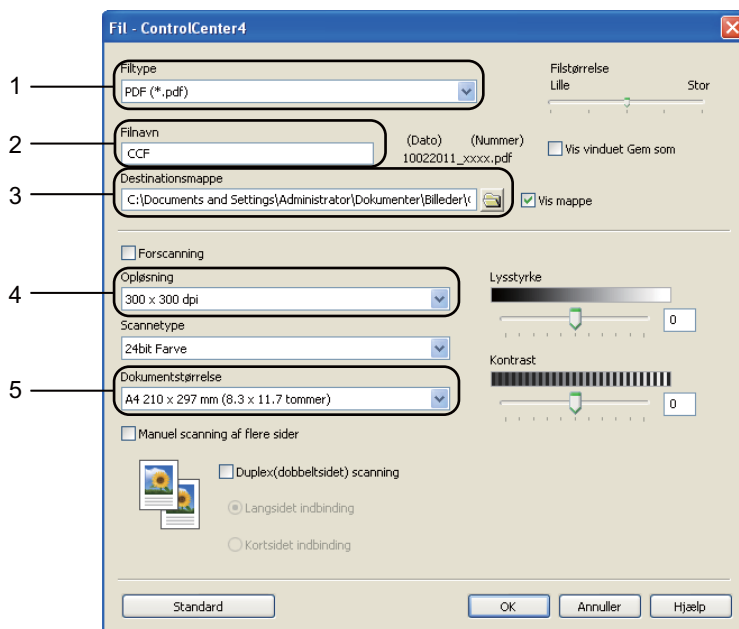 Fil - ControlCenter4
1
Filtype
PDF (*.pdf)
Filstørrelse
Lille
Stor
2
Filnavn
CCF
(Dato)
(Nummer)
10022011_xxxx.pdf
Vis vinduet Gem som
3
Destinationsmappe
C:\Documents and Settings\Administrator\Dokumenter\Billeder\
Vis mappe
Forscanning
4
Opløsning
300 x 300 dpi
Lysstyrke
0
Scannetype
24bit Farve
Kontrast
0
5
Dokumentstørrelse
A4 210 x 297 mm (8.3 x 11.7 tommer)
Manuel scanning af flere sider
Duplex(dobbeltsidet) scanning
Langsidet indbinding
Kortsidet indbinding
Standard
OK
Annuller
Hjælp